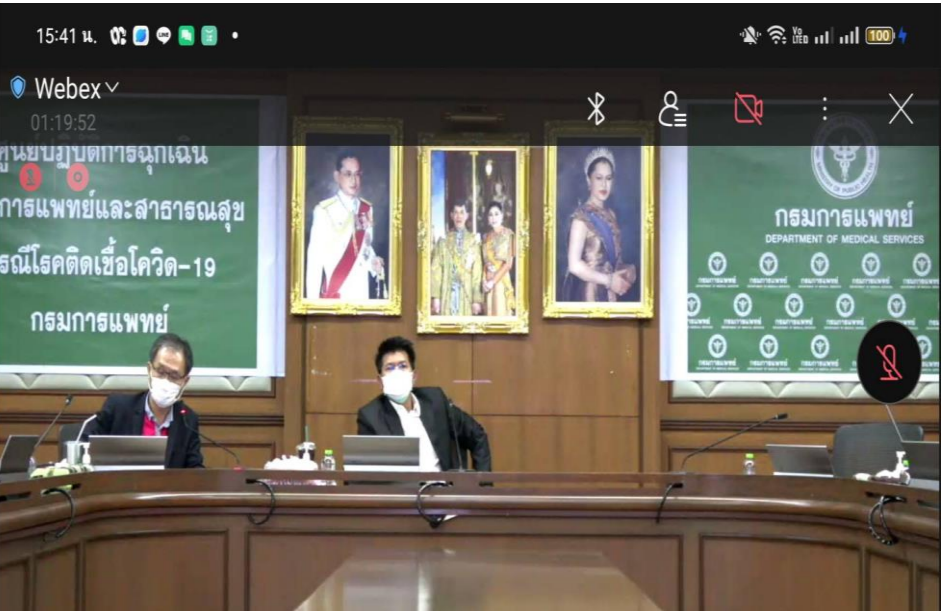 15:41 น.
Vo LTED
100
Webex
01:19:52
ศูนย์ปฏิบัติการฉุกเฉิน
การแพทย์และสาธารณสุข
รณีโรคติดเชื้อโควิด-19
กรมการแพทย์
กรมการแพทย์
DEPARTMENT OF MEDICAL SERVICES